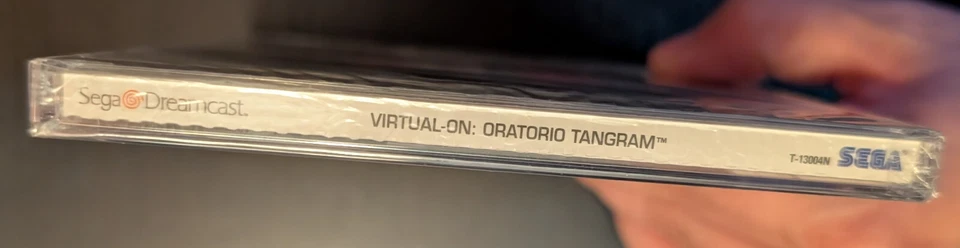 Sega Dreamcast.
VIRTUAL-ON: ORATORIO TANGRAM™
T-13004N SEGA